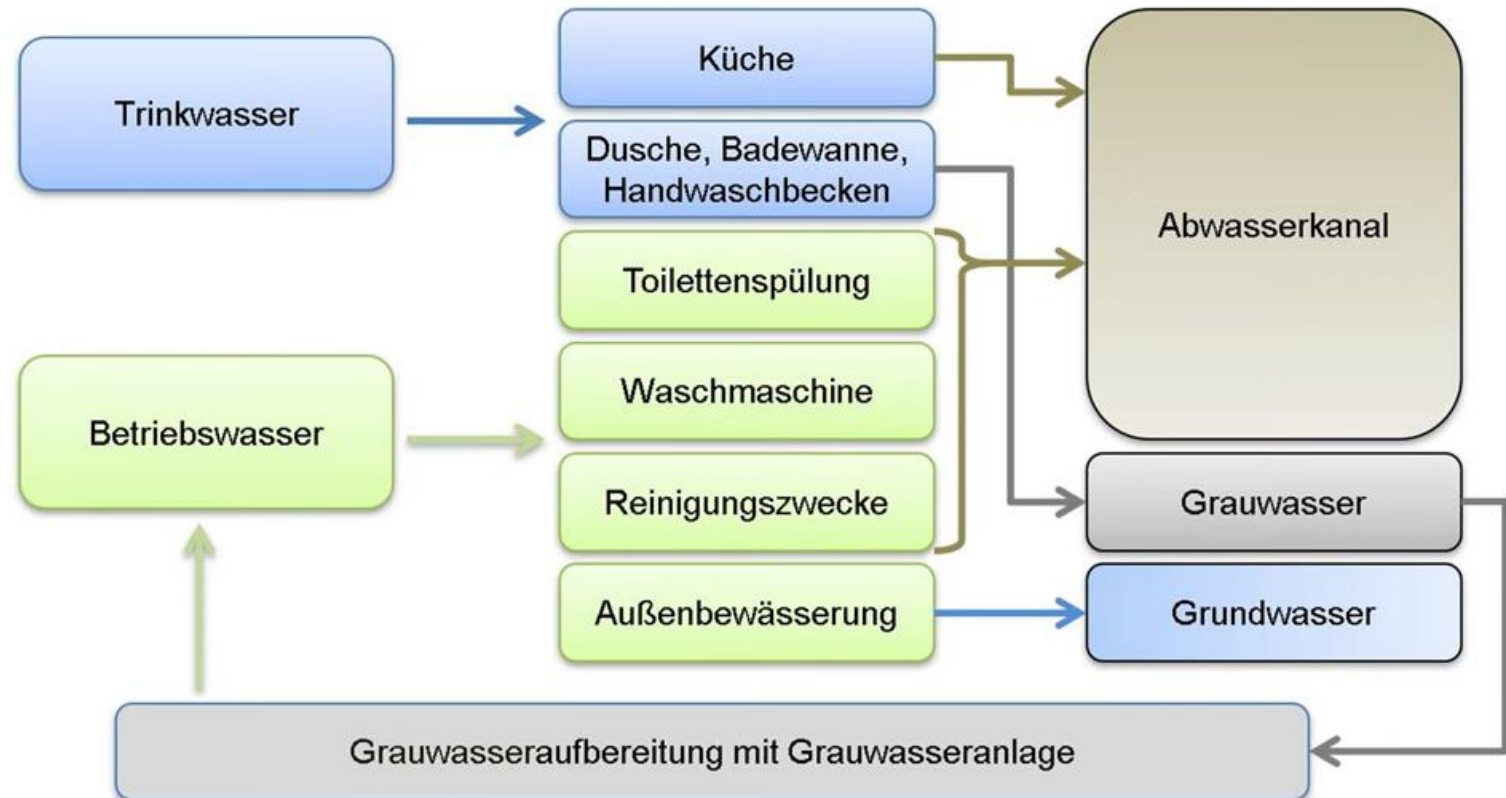 Trinkwasser
Küche
Dusche, Badewanne,
Handwaschbecken
Toilettenspülung
Abwasserkanal
Betriebswasser
Waschmaschine
Reinigungszwecke
Grauwasser
Außenbewässerung
Grundwasser
Grauwasseraufbereitung mit Grauwasseranlage